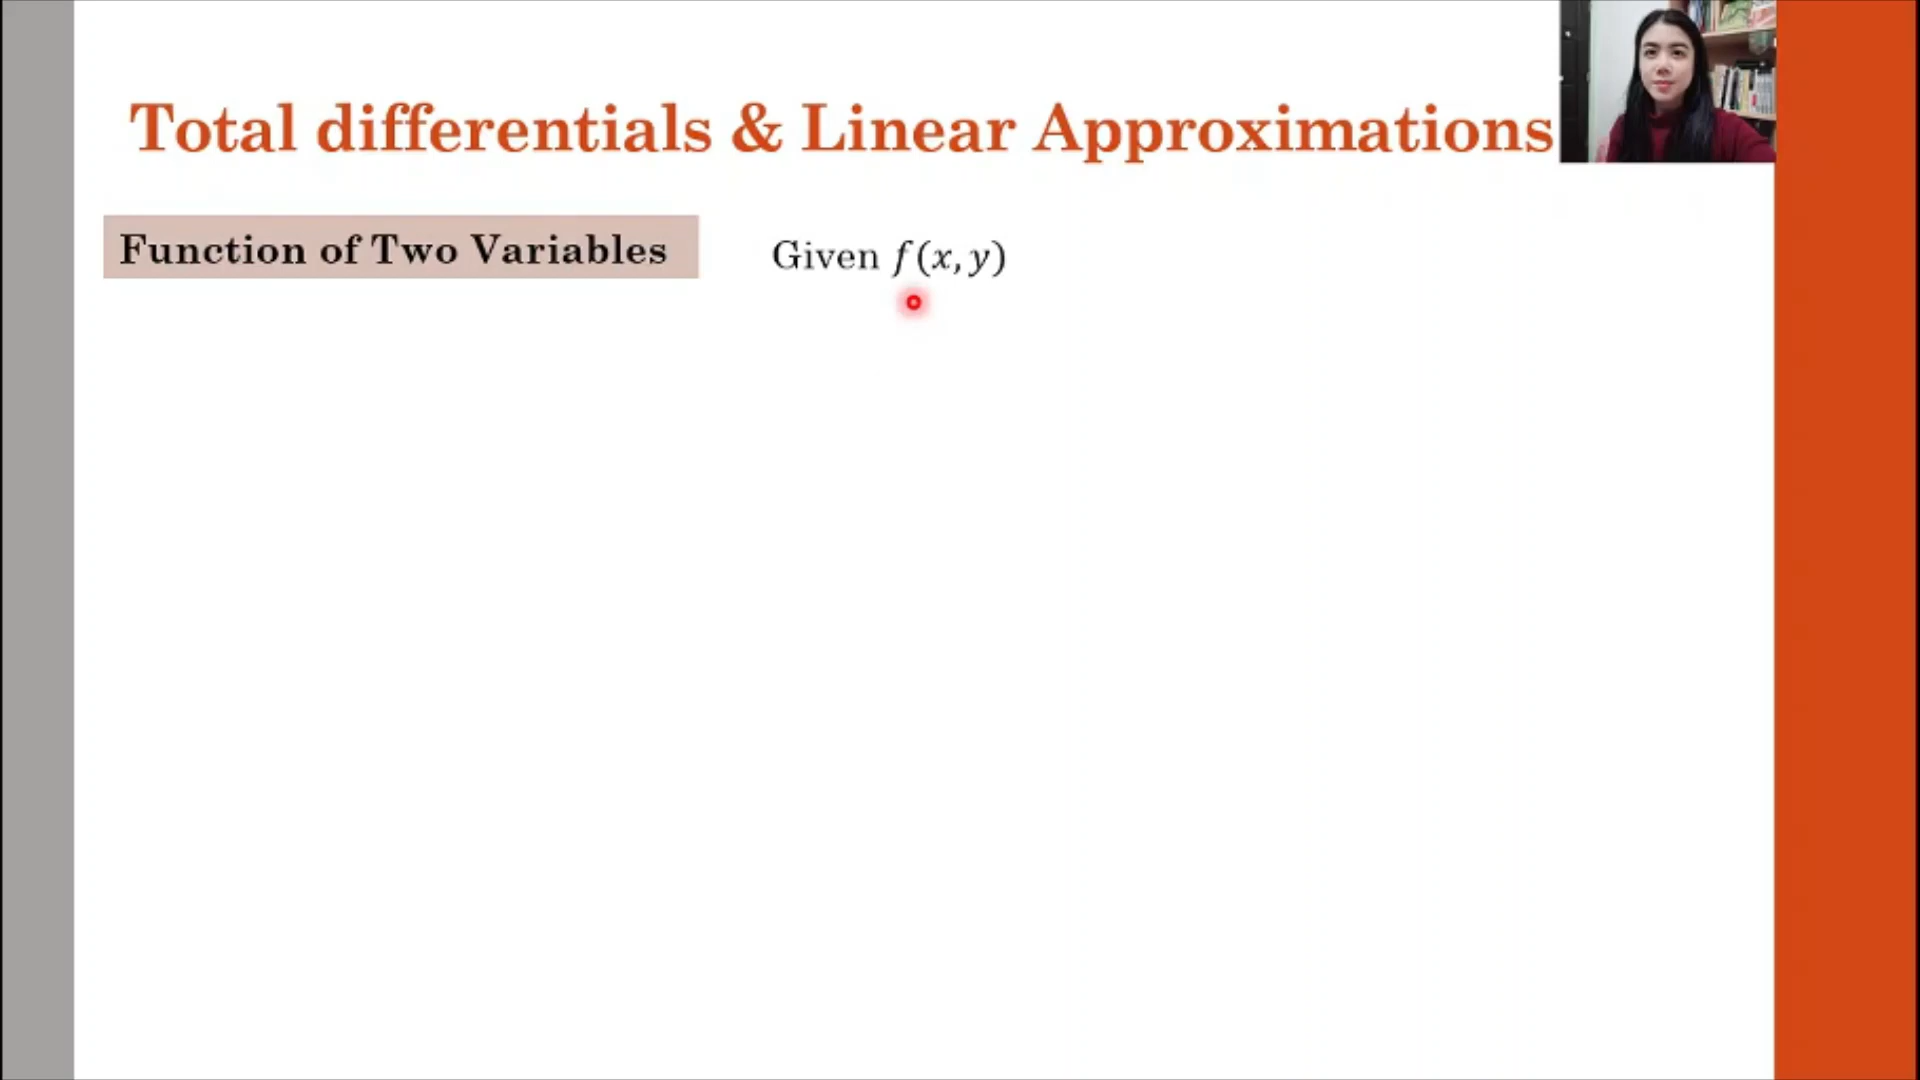 Total differentials & Linear Approximations
Function of Two Variables
Given f(x, y)